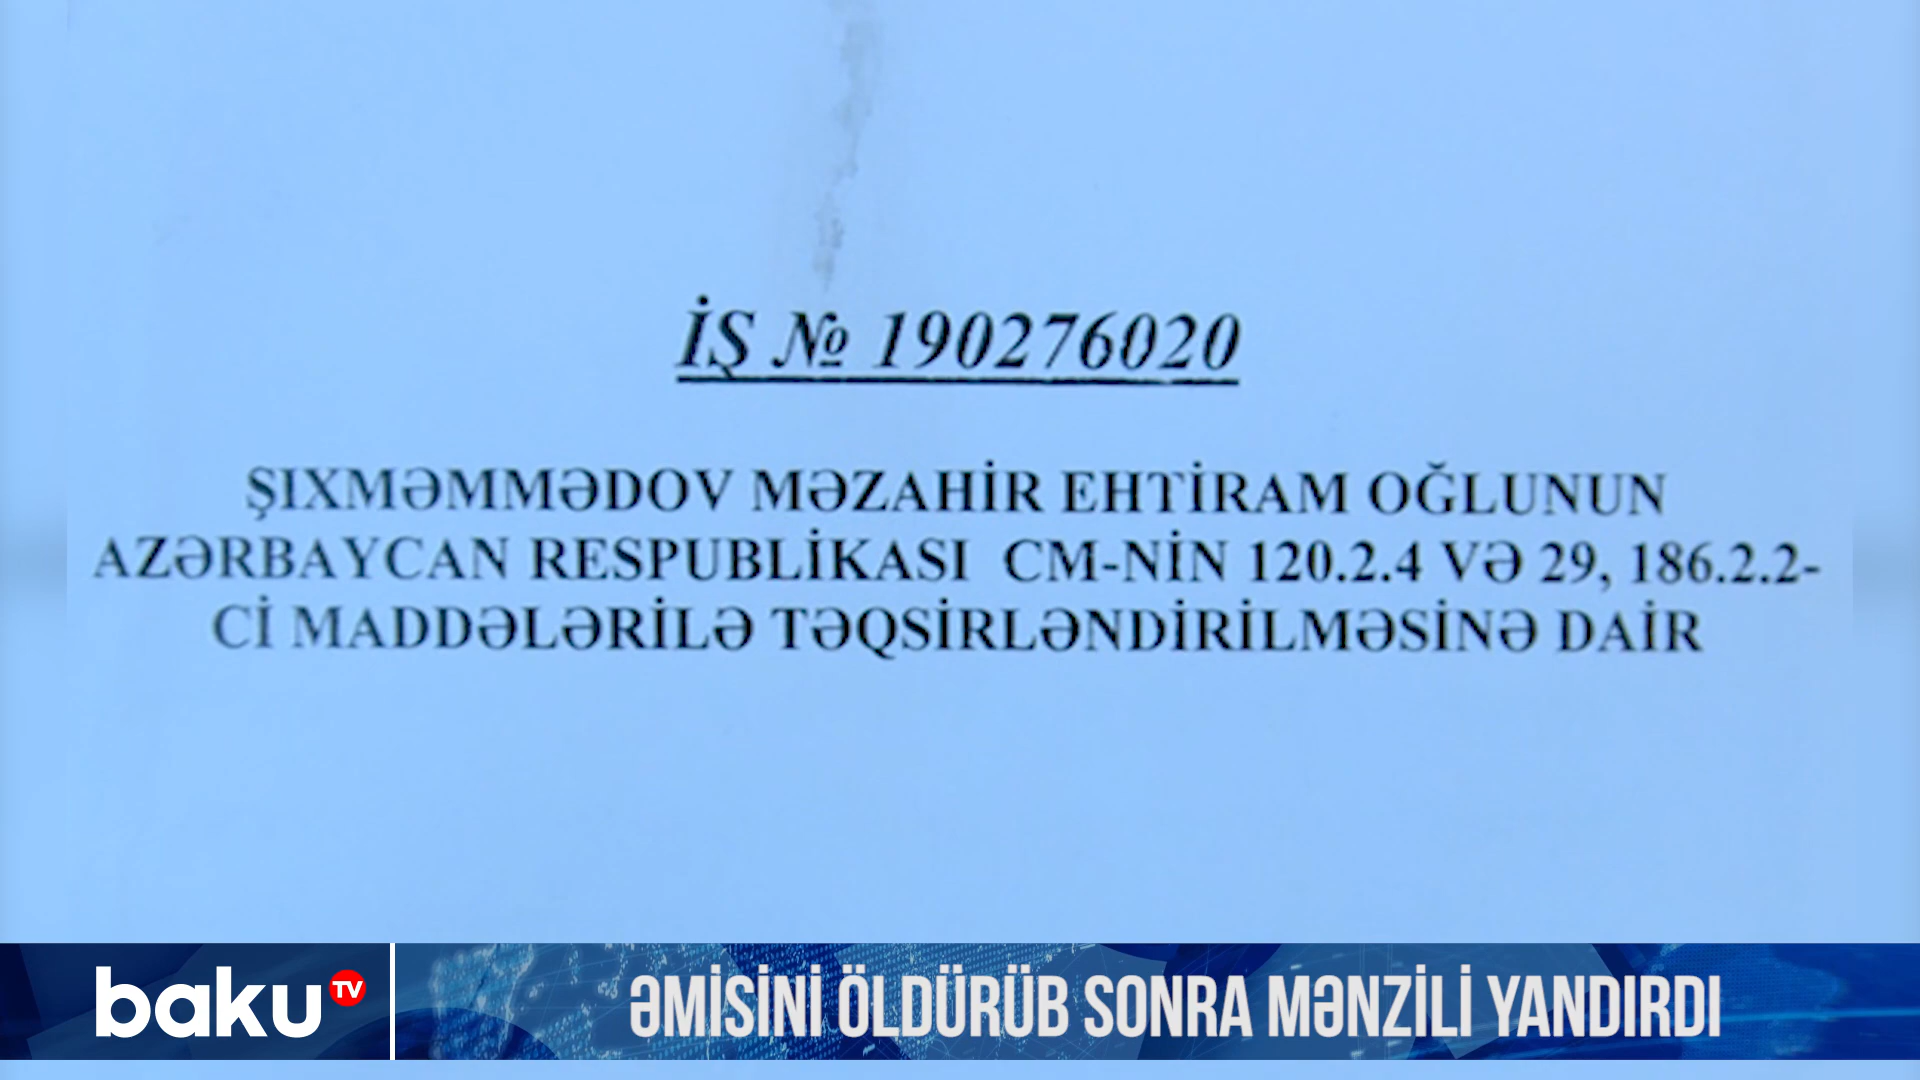 İŞ № 190276020
ŞIXMƏMMƏDOV MƏZAHİR EHTİRAM OĞLUNUN
AZƏRBAYCAN RESPUBLİKASI CM-NİN 120.2.4 VƏ 29, 186.2.2-
Cİ MADDƏLƏRİLƏ TƏQSİRLƏNDİRİLMƏSİNƏ DAİR
baku TV
ƏMİSİNİ ÖLDÜRÜB SONRA MƏNZİLİ YANDIRDI